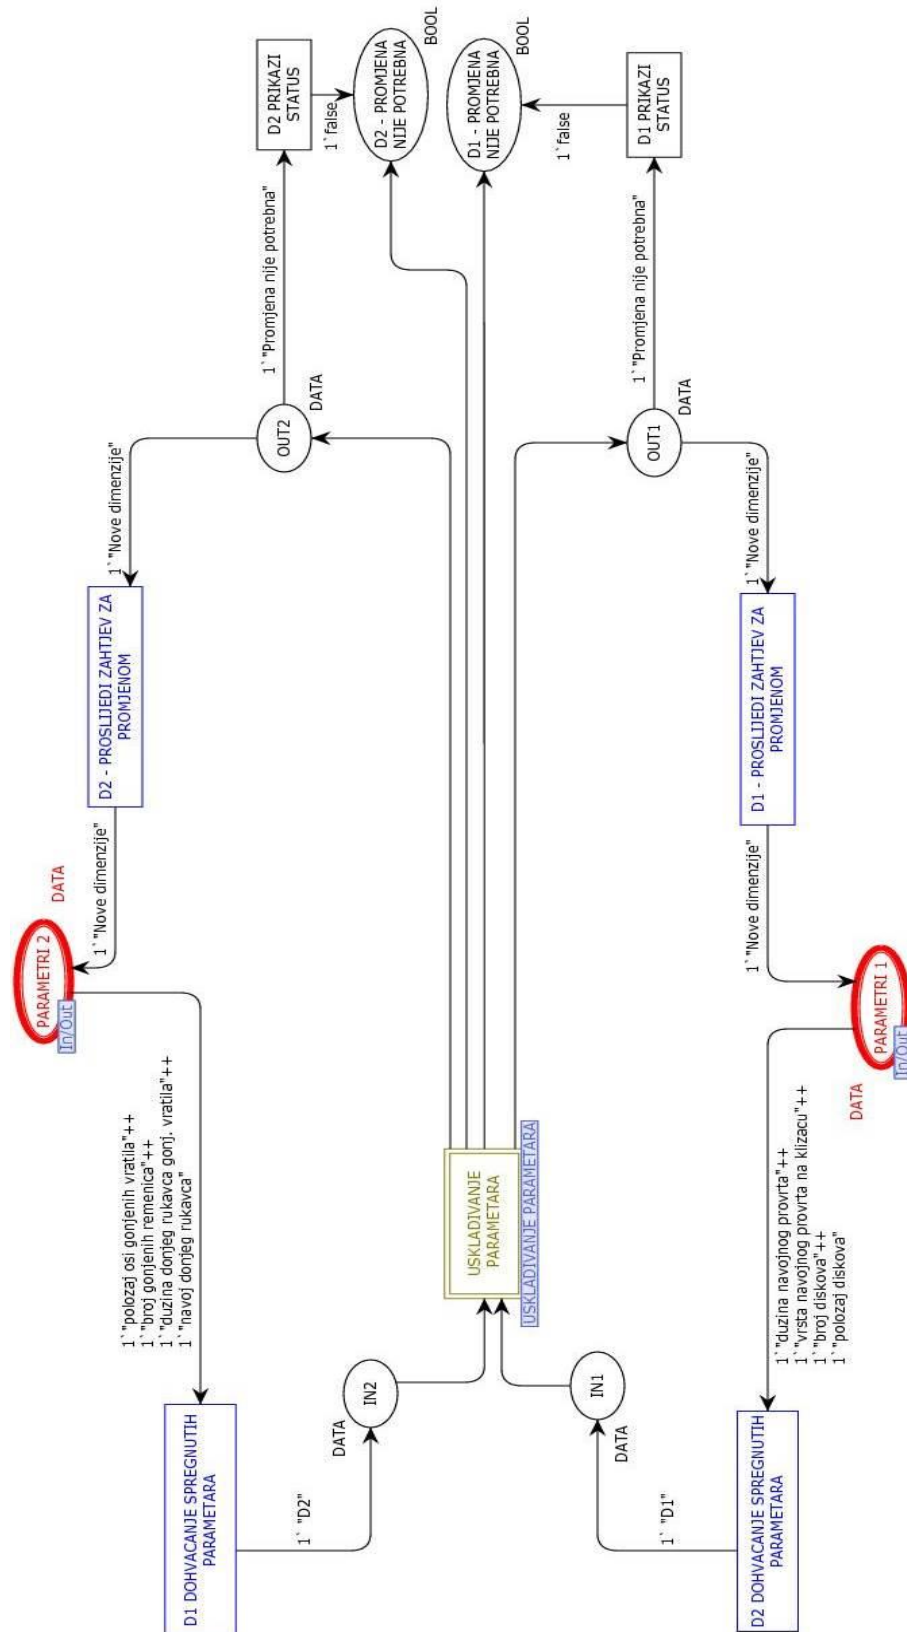 D1 DOHVACANJE SPREGNUTIH
PARAMETARA
1`"polozaj osi gonjenih vratila"++
1`"broj gonjenih remenica"++
1`"duzina donjeg rukavca gonj. vratila"++
1`"navoj donjeg rukavca"
PARAMETRI 2
In/Out
DATA
1`"Nove dimenzije"
D2 - PROSLIJEDI ZAHTJEV ZA
PROMJENOM
1`"Nove dimenzije"
OUT2
DATA
1`"Promjena nije potrebna"
D2 PRIKAZI
STATUS
1`false
D2 - PROMJENA
NIJE POTREBNA
BOOL
1` "D2"
IN2
DATA
USKLADIVANJE
PARAMETARA
USKLADIVANJE PARAMETARA
D1 - PROMJENA
NIJE POTREBNA
BOOL
1` "D1"
IN1
DATA
1`false
D1 PRIKAZI
STATUS
1`"Promjena nije potrebna"
OUT1
DATA
D2 DOHVACANJE SPREGNUTIH
PARAMETARA
1`"duzina navojnog provrta"++
1`"vrsta navojnog provrta na klizacu"++
1`"broj diskova"++
1`"polozaj diskova"
DATA
PARAMETRI 1
In/Out
1`"Nove dimenzije"
D1 - PROSLIJEDI ZAHTJEV ZA
PROMJENOM
1`"Nove dimenzije"